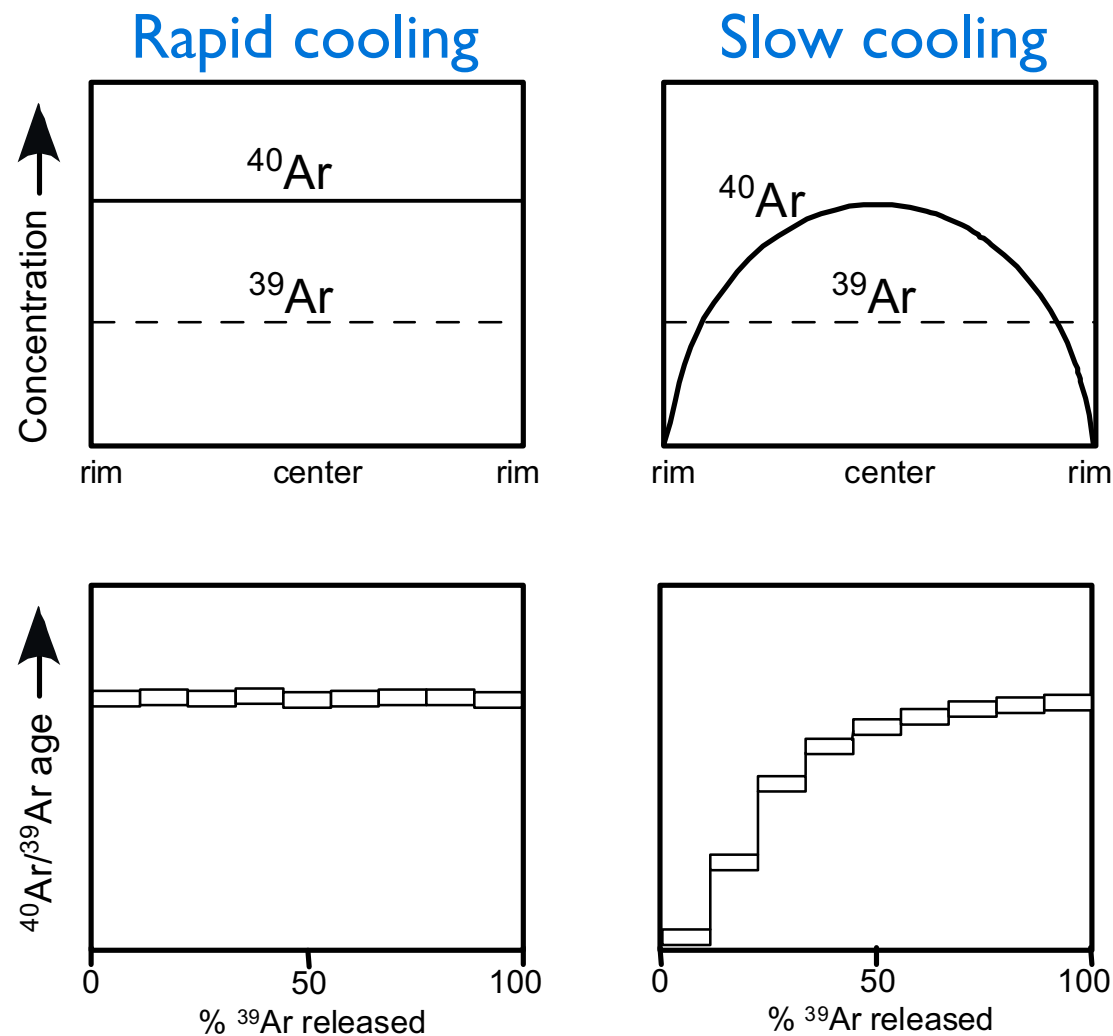 Rapid cooling
Slow cooling
Concentration
⁴⁰Ar
³⁹Ar
rim center rim
⁴⁰Ar
³⁹Ar
rim center rim
⁴⁰Ar/³⁹Ar age
0 50 100
% ³⁹Ar released
0 50 100
% ³⁹Ar released